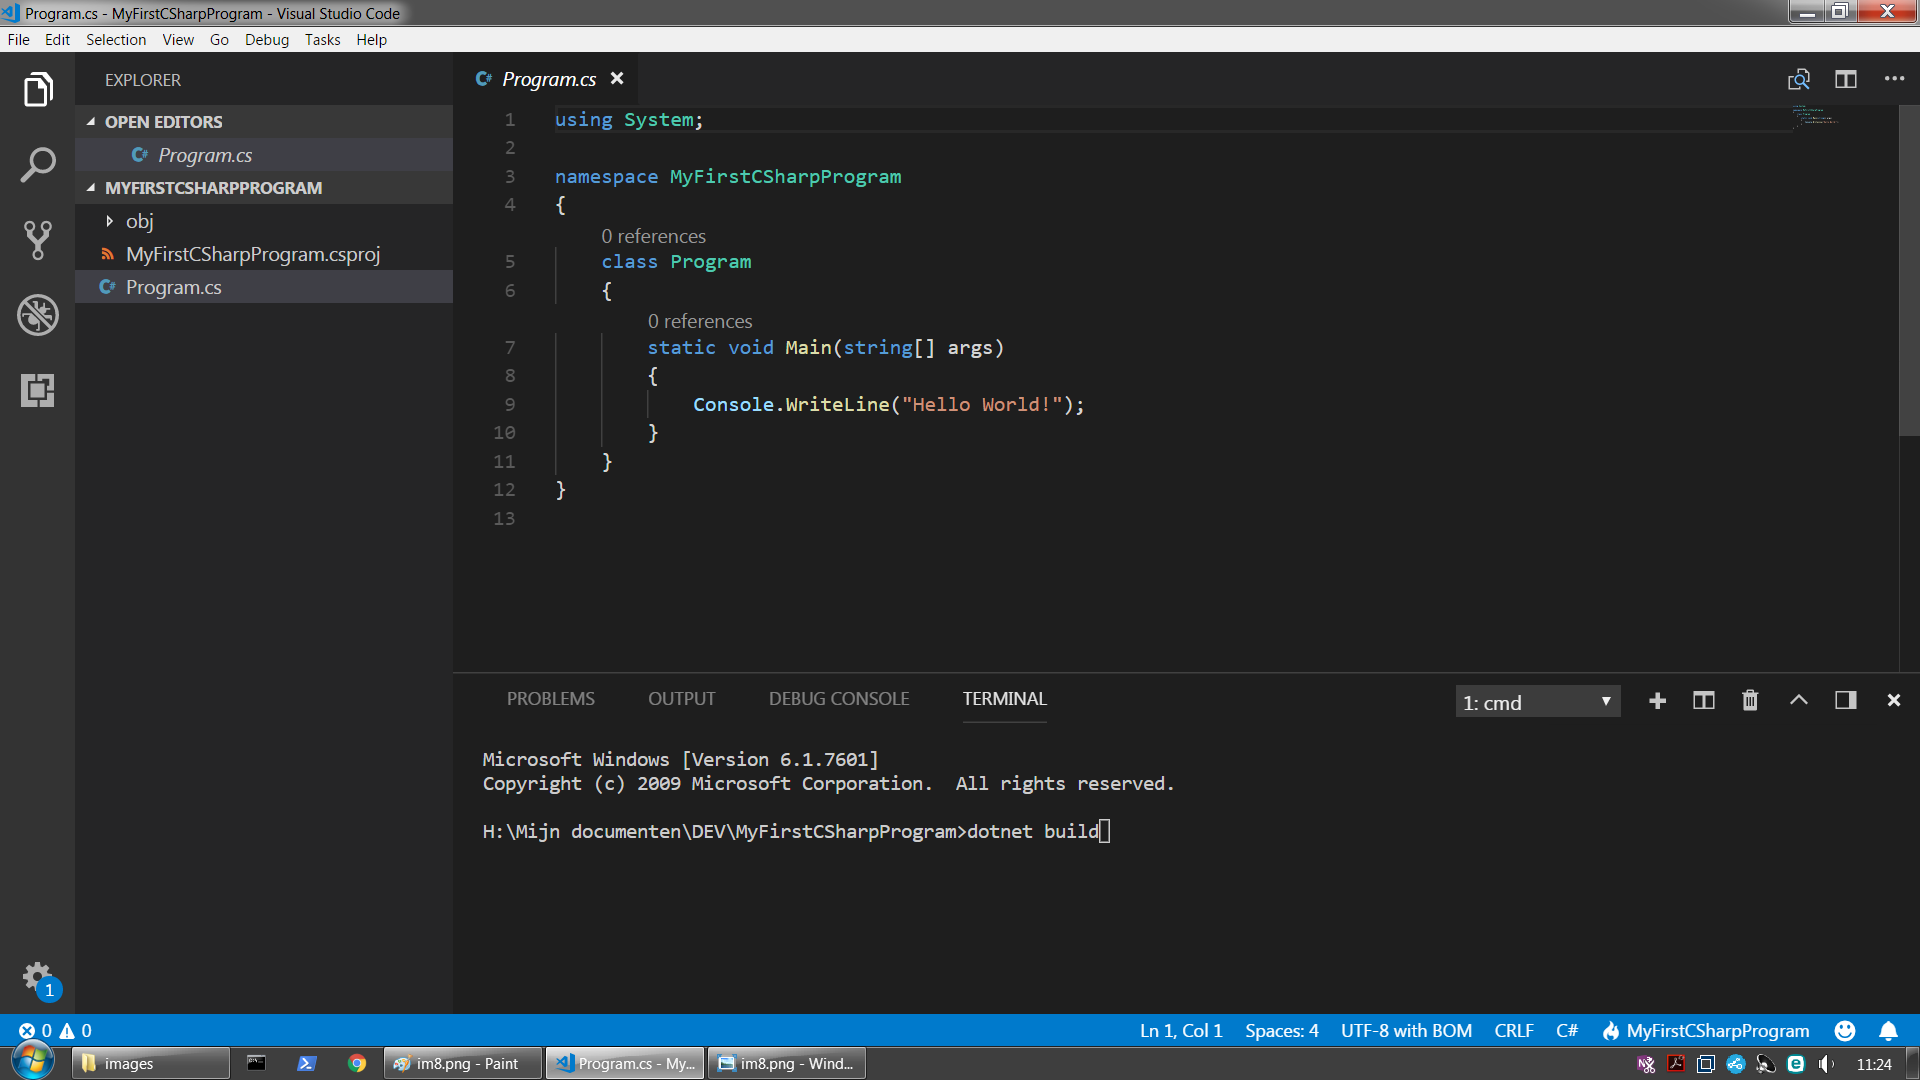 Program.cs - MyFirstCSharpProgram - Visual Studio Code
File Edit Selection View Go Debug Tasks Help
EXPLORER
OPEN EDITORS
C# Program.cs
MYFIRSTCSHARPPROGRAM
obj
MyFirstCSharpProgram.csproj
C# Program.cs
1
C# Program.cs
1 using System;
2
3 namespace MyFirstCSharpProgram
4 {
0 references
5 class Program
6 {
0 references
7 static void Main(string[] args)
8 {
9 Console.WriteLine("Hello World!");
10 }
11 }
12 }
13
PROBLEMS OUTPUT DEBUG CONSOLE TERMINAL 1: cmd
Microsoft Windows [Version 6.1.7601]
Copyright (c) 2009 Microsoft Corporation.  All rights reserved.
H:\Mijn documenten\DEV\MyFirstCSharpProgram>dotnet build
0 0 Ln 1, Col 1 Spaces: 4 UTF-8 with BOM CRLF C# MyFirstCSharpProgram
images im8.png - Paint Program.cs - My... im8.png - Wind... 11:24